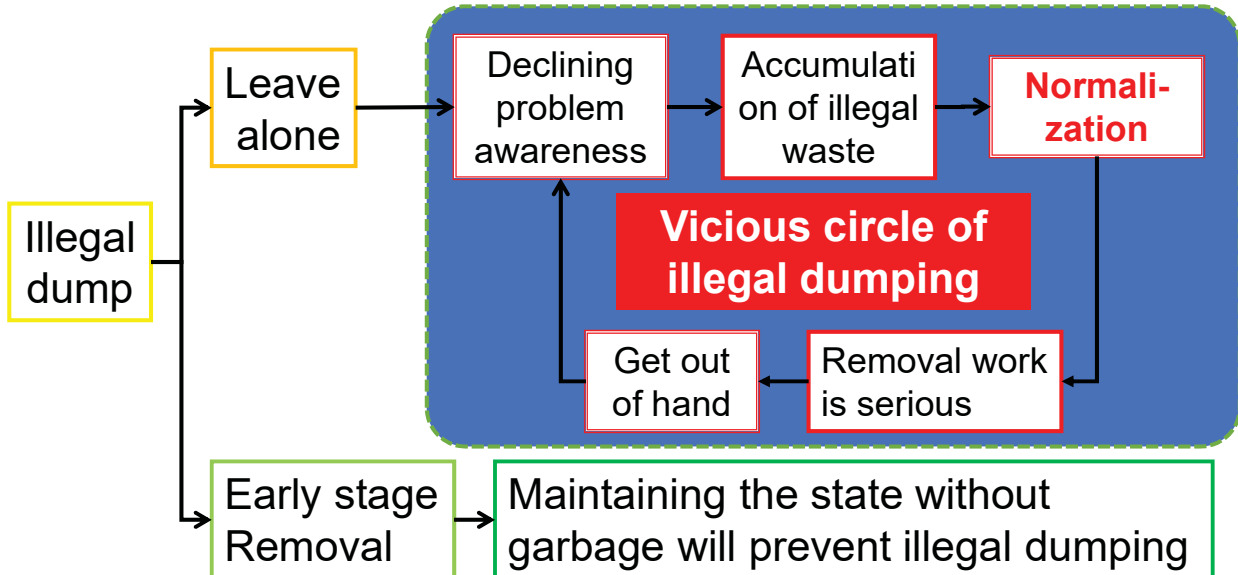 Illegal
dump
Leave
alone
Declining
problem
awareness
Accumulati
on of illegal
waste
Normali-
zation
Vicious circle of
illegal dumping
Removal work
is serious
Get out
of hand
Early stage
Removal
Maintaining the state without
garbage will prevent illegal dumping